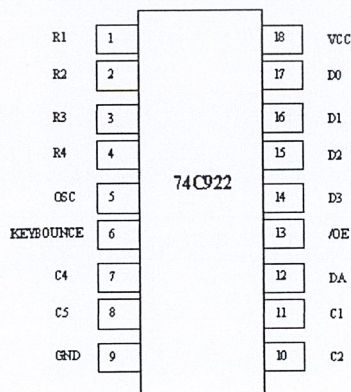 R1 1 18 VCC
R2 2 17 D0
R3 3 16 D1
R4 4 15 D2
74C922
OSC 5 14 D3
KEYBOUNCE 6 13 /OE
C4 7 12 DA
C5 8 11 C1
GND 9 10 C2